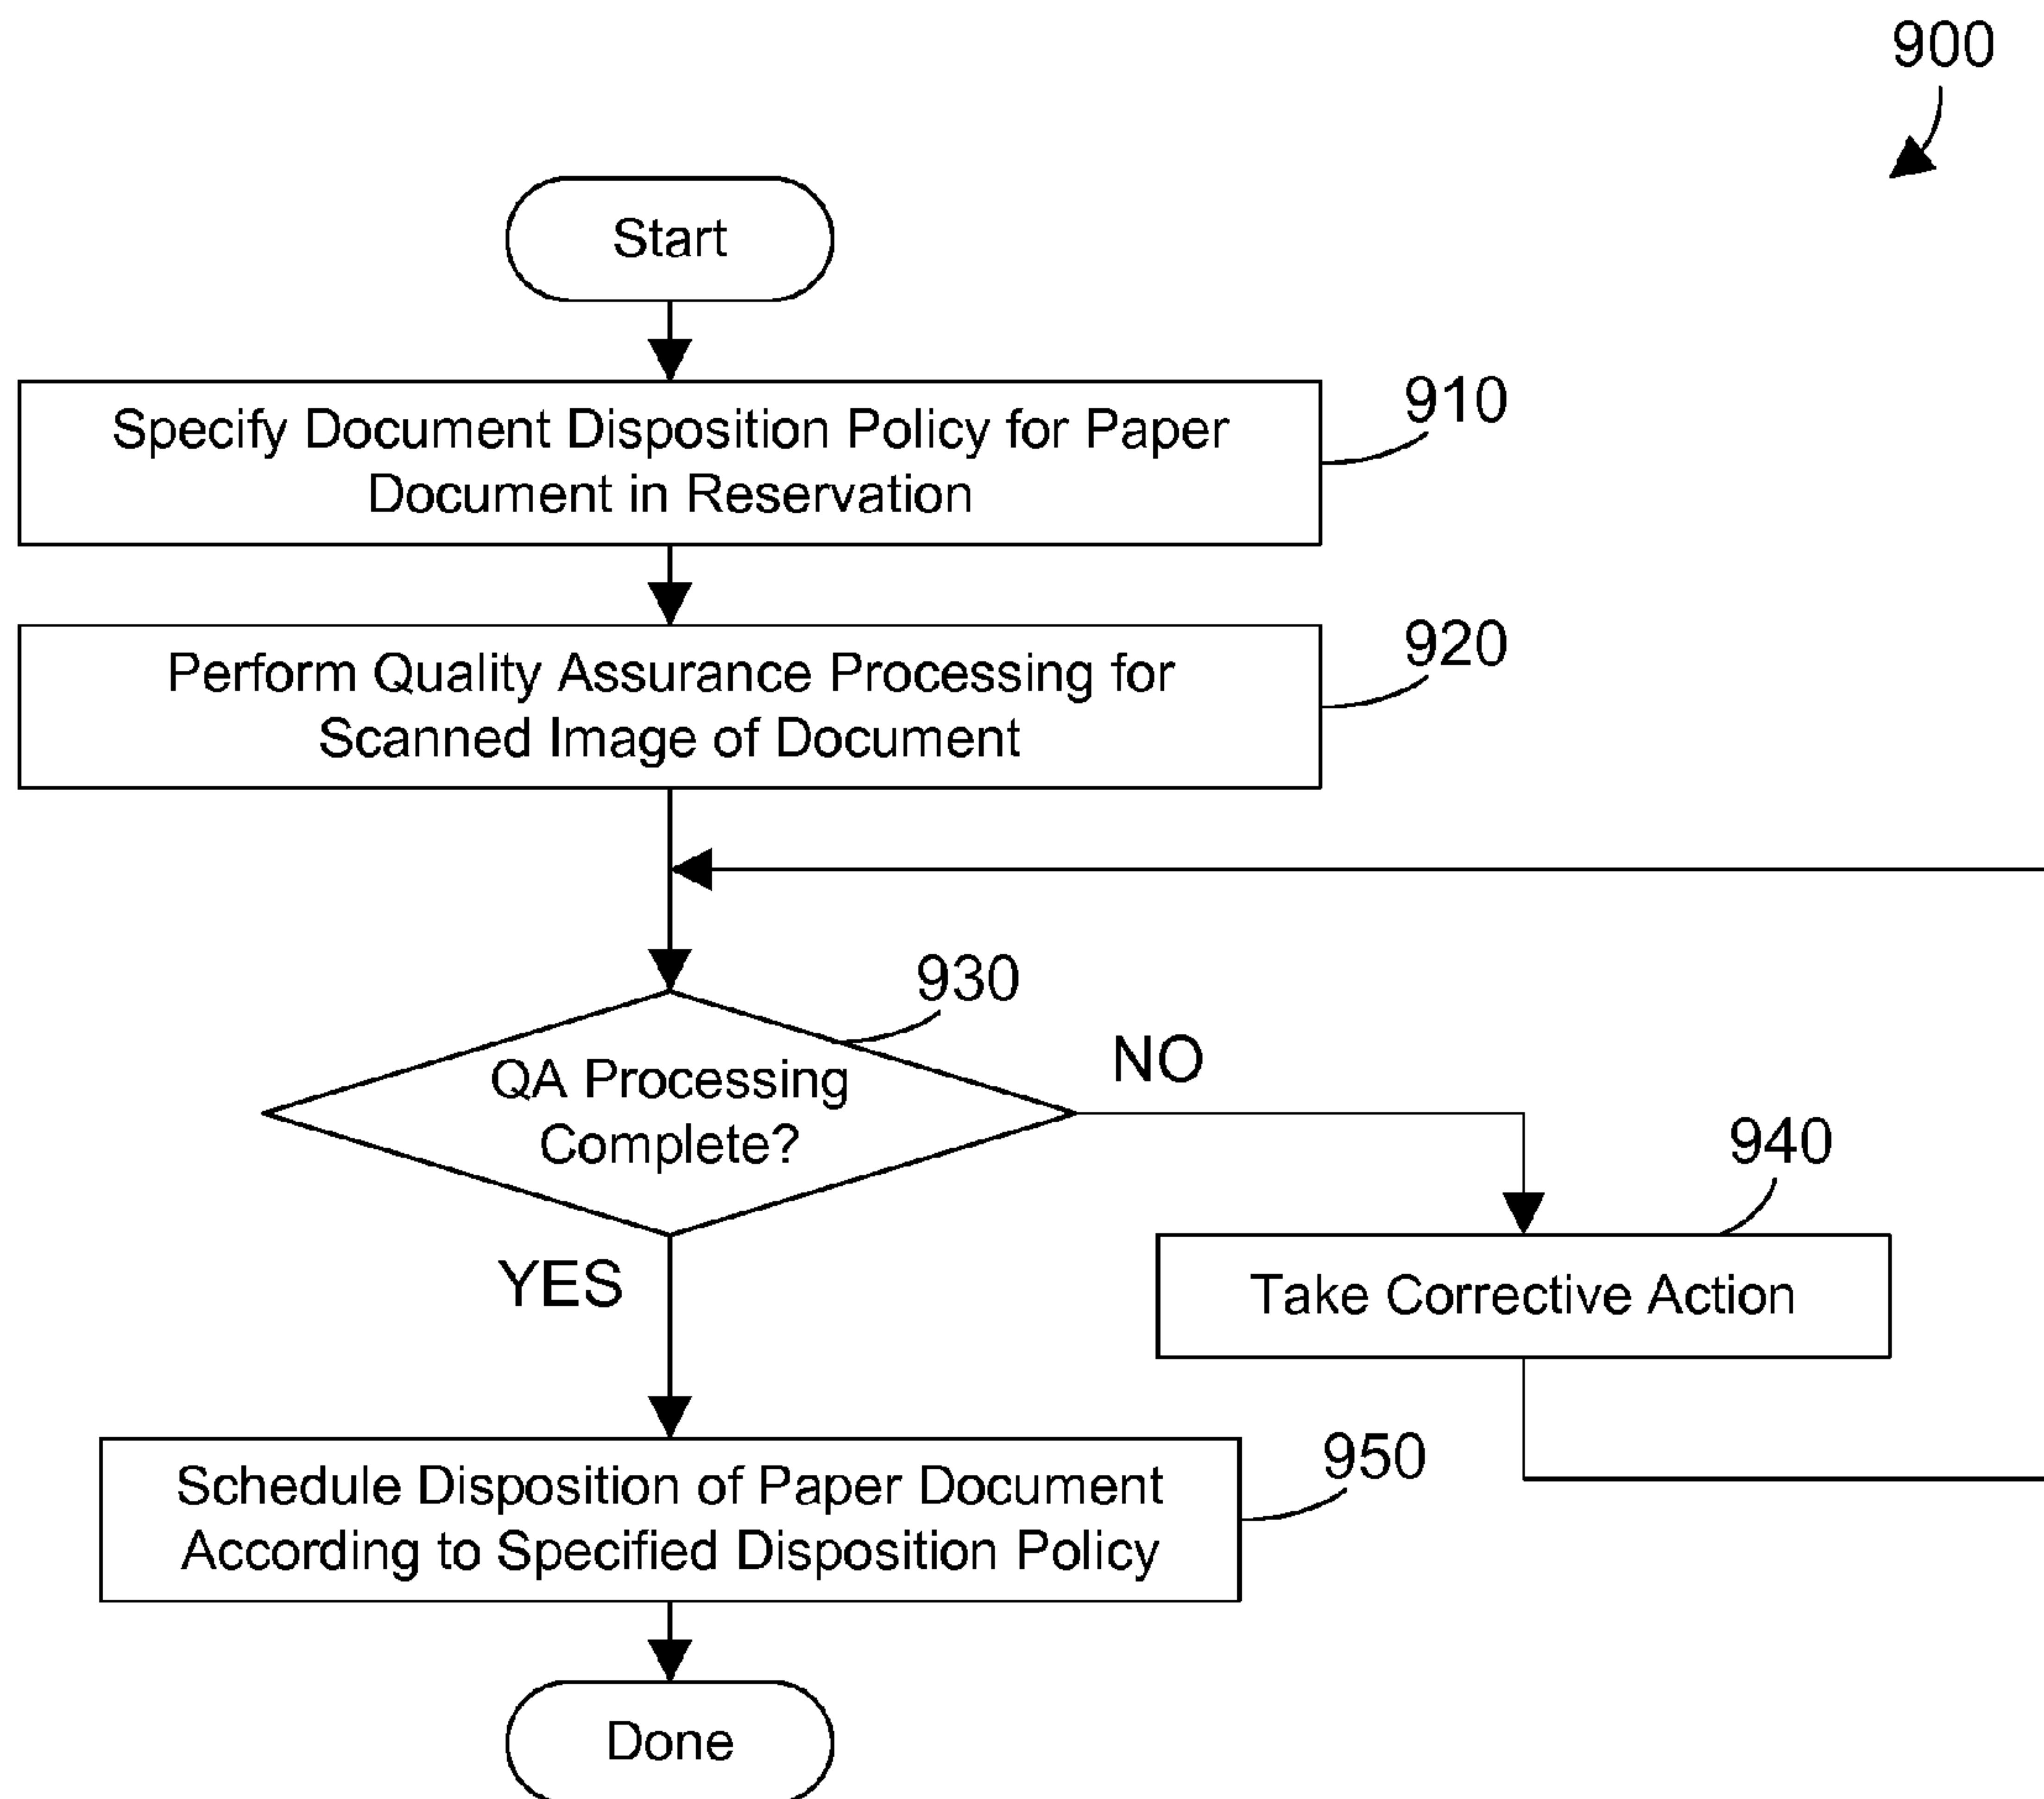 900
Start
910
Specify Document Disposition Policy for Paper
Document in Reservation
920
Perform Quality Assurance Processing for
Scanned Image of Document
930
QA Processing
Complete?
NO
940
YES
Take Corrective Action
950
Schedule Disposition of Paper Document
According to Specified Disposition Policy
Done